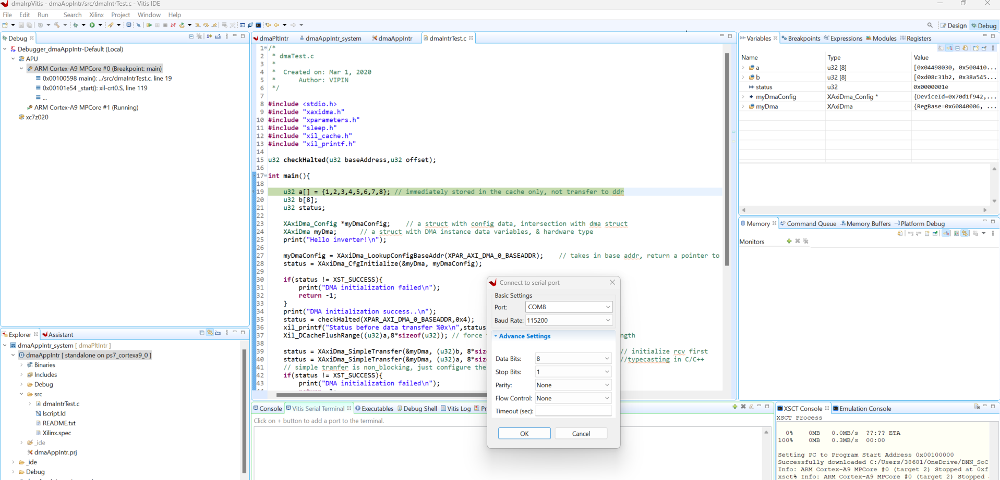 dmaIrpVitis - dmaAppIntr/src/dmaIntrTest.c - Vitis IDE
File Edit Run Search Xilinx Project Window Help
Design Debug
Debug
Debugger_dmaAppIntr-Default (Local)
APU
ARM Cortex-A9 MPCore #0 (Breakpoint: main)
0x00100598 main(): ../src/dmaIntrTest.c, line 19
0x00101e54 _start(): xil-crt0.S, line 119
...
ARM Cortex-A9 MPCore #1 (Running)
xc7z020
Explorer Assistant
dmaAppIntr_system [ dmaPltIntr ]
dmaAppIntr [ standalone on ps7_cortexa9_0 ]
Binaries
Includes
Debug
src
dmaIntrTest.c
lscript.ld
README.txt
Xilinx.spec
_ide
dmaAppIntr.prj
_ide
Debug
dmaPltIntr dmaAppIntr_system dmaAppIntr dmaIntrTest.c
1 /*
2 * dmaTest.c
3 *
4 * Created on: Mar 1, 2020
5 * Author: VIPIN
6 */
7
8 #include <stdio.h>
9 #include "xaxidma.h"
10 #include "xparameters.h"
11 #include "sleep.h"
12 #include "xil_cache.h"
13 #include "xil_printf.h"
14
15 u32 checkHalted(u32 baseAddress,u32 offset);
16
17 int main(){
18
19 u32 a[] = {1,2,3,4,5,6,7,8}; // immediately stored in the cache only, not transfer to ddr
20 u32 b[8];
21 u32 status;
22
23 XAxiDma_Config *myDmaConfig; // a struct with config data, intersection with dma struct
24 XAxiDma myDma; // a struct with DMA instance data variables, & hardware type
25 print("Hello inverter!\n");
26
27 myDmaConfig = XAxiDma_LookupConfigBaseAddr(XPAR_AXI_DMA_0_BASEADDR); // takes in base addr, return a pointer to
28 status = XAxiDma_CfgInitialize(&myDma, myDmaConfig);
29
30 if(status != XST_SUCCESS){
31 print("DMA initialization failed\n");
32 return -1;
33 }
34 print("DMA initialization success..\n");
35 status = checkHalted(XPAR_AXI_DMA_0_BASEADDR,0x4);
36 xil_printf("Status before data transfer %0x\n",status
37 Xil_DCacheFlushRange((u32)a,8*sizeof(u32)); // force ngth
38
39 status = XAxiDma_SimpleTransfer(&myDma, (u32)b, 8*siz // initialize rcv first
40 status = XAxiDma_SimpleTransfer(&myDma, (u32)a, 8*siz //typecasting in C/C++
41 // simple tranfer is non_blocking, just configure the
42 if(status != XST_SUCCESS){
43 print("DMA initialization failed\n");
Connect to serial port
Basic Settings
Port: COM8
Baud Rate: 115200
Advance Settings
Data Bits: 8
Stop Bits: 1
Parity: None
Flow Control: None
Timeout (sec):
OK Cancel
Console Vitis Serial Terminal Executables Debug Shell Vitis Log Pr
Click on + button to add a port to the terminal.
Variables Breakpoints Expressions Modules Registers
Name Type Value
a u32 [8] [0x04498030, 0x500410...
b u32 [8] [0xd08c31b2, 0x38a545...
status u32 0x0000001e
myDmaConfig XAxiDma_Config * {DeviceId=0x70d1f942,...
myDma XAxiDma {RegBase=0x60840006, ...
Memory Command Queue Memory Buffers Platform Debug
Monitors
XSCT Console Emulation Console
XSCT Process
0% 0MB 0.0MB/s ??:?? ETA
100% 0MB 0.3MB/s 00:00
Setting PC to Program Start Address 0x00100000
Successfully downloaded C:/Users/38681/OneDrive/DNN_SoC
Info: ARM Cortex-A9 MPCore #0 (target 2) Stopped at 0xf
xsct% Info: ARM Cortex-A9 MPCore #0 (target 2) Stopped